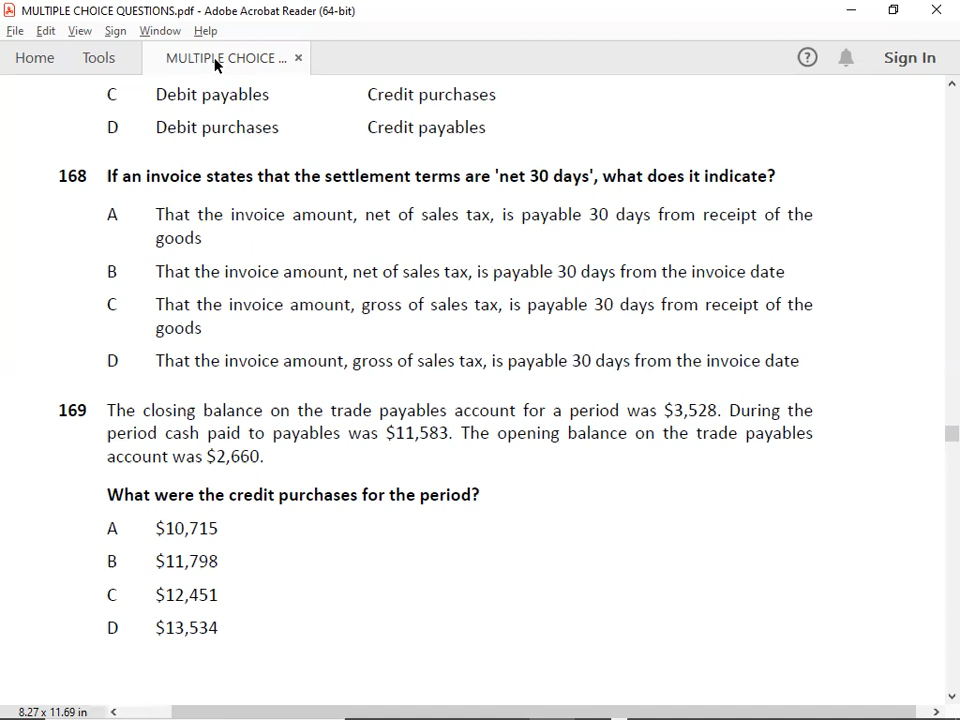 MULTIPLE CHOICE QUESTIONS.pdf - Adobe Acrobat Reader (64-bit)
File Edit View Sign Window Help
Home Tools MULTIPLE CHOICE ... × ? Sign In
C Debit payables Credit purchases
D Debit purchases Credit payables
168 If an invoice states that the settlement terms are 'net 30 days', what does it indicate?
A That the invoice amount, net of sales tax, is payable 30 days from receipt of the
goods
B That the invoice amount, net of sales tax, is payable 30 days from the invoice date
C That the invoice amount, gross of sales tax, is payable 30 days from receipt of the
goods
D That the invoice amount, gross of sales tax, is payable 30 days from the invoice date
169 The closing balance on the trade payables account for a period was $3,528. During the
period cash paid to payables was $11,583. The opening balance on the trade payables
account was $2,660.
What were the credit purchases for the period?
A $10,715
B $11,798
C $12,451
D $13,534
8.27 x 11.69 in